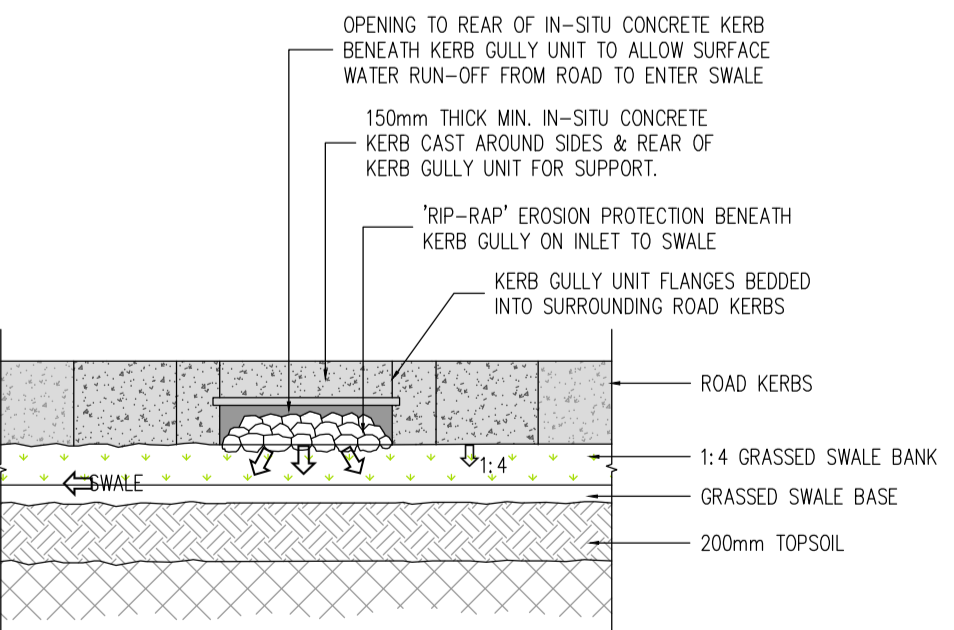 OPENING TO REAR OF IN-SITU CONCRETE KERB
BENEATH KERB GULLY UNIT TO ALLOW SURFACE
WATER RUN-OFF FROM ROAD TO ENTER SWALE
150mm THICK MIN. IN-SITU CONCRETE
KERB CAST AROUND SIDES & REAR OF
KERB GULLY UNIT FOR SUPPORT.
'RIP-RAP' EROSION PROTECTION BENEATH
KERB GULLY ON INLET TO SWALE
KERB GULLY UNIT FLANGES BEDDED
INTO SURROUNDING ROAD KERBS
ROAD KERBS
1:4
1:4 GRASSED SWALE BANK
SWALE
GRASSED SWALE BASE
200mm TOPSOIL